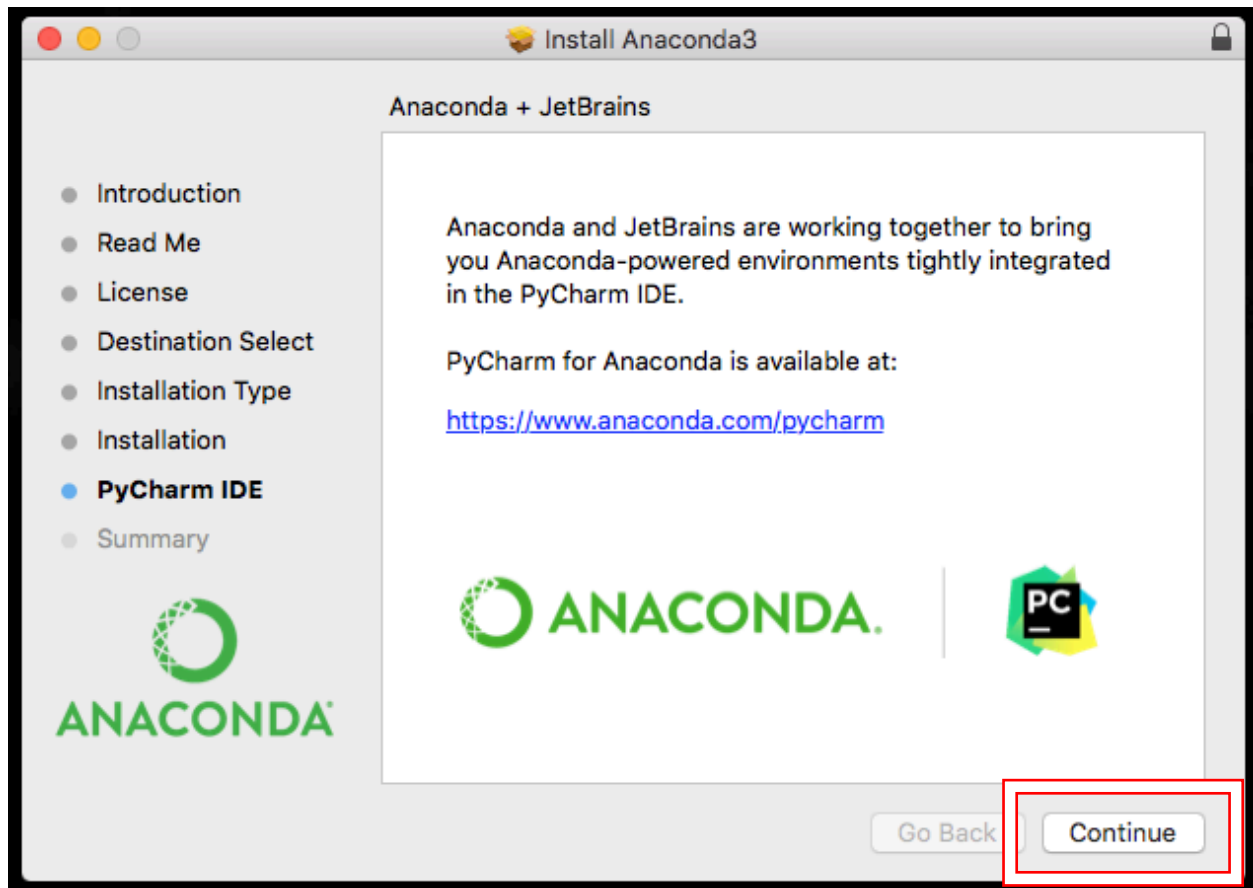 Install Anaconda3
Anaconda + JetBrains
Introduction
Read Me
License
Destination Select
Installation Type
Installation
PyCharm IDE
Summary
ANACONDA®
Anaconda and JetBrains are working together to bring
you Anaconda-powered environments tightly integrated
in the PyCharm IDE.
PyCharm for Anaconda is available at:
https://www.anaconda.com/pycharm
ANACONDA®
PC
Go Back
Continue